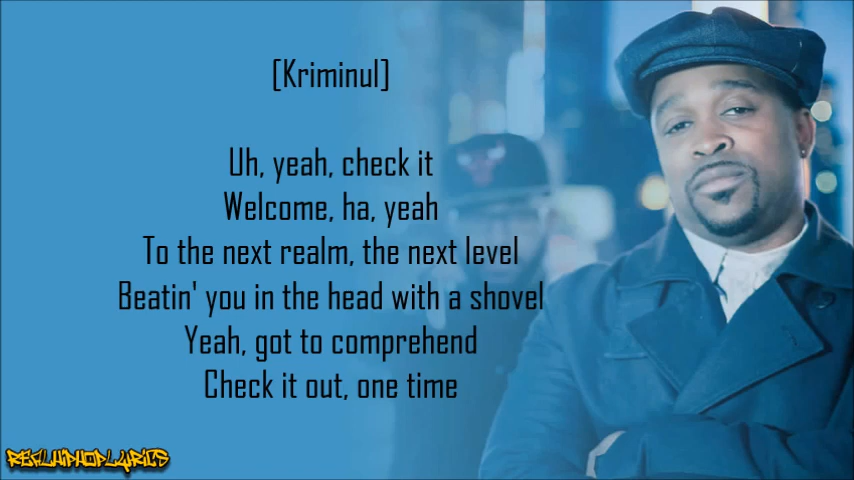 [Kriminul]
Uh, yeah, check it
Welcome, ha, yeah
To the next realm, the next level
Beatin' you in the head with a shovel
Yeah, got to comprehend
Check it out, one time
REALHIPHOPLYRICS